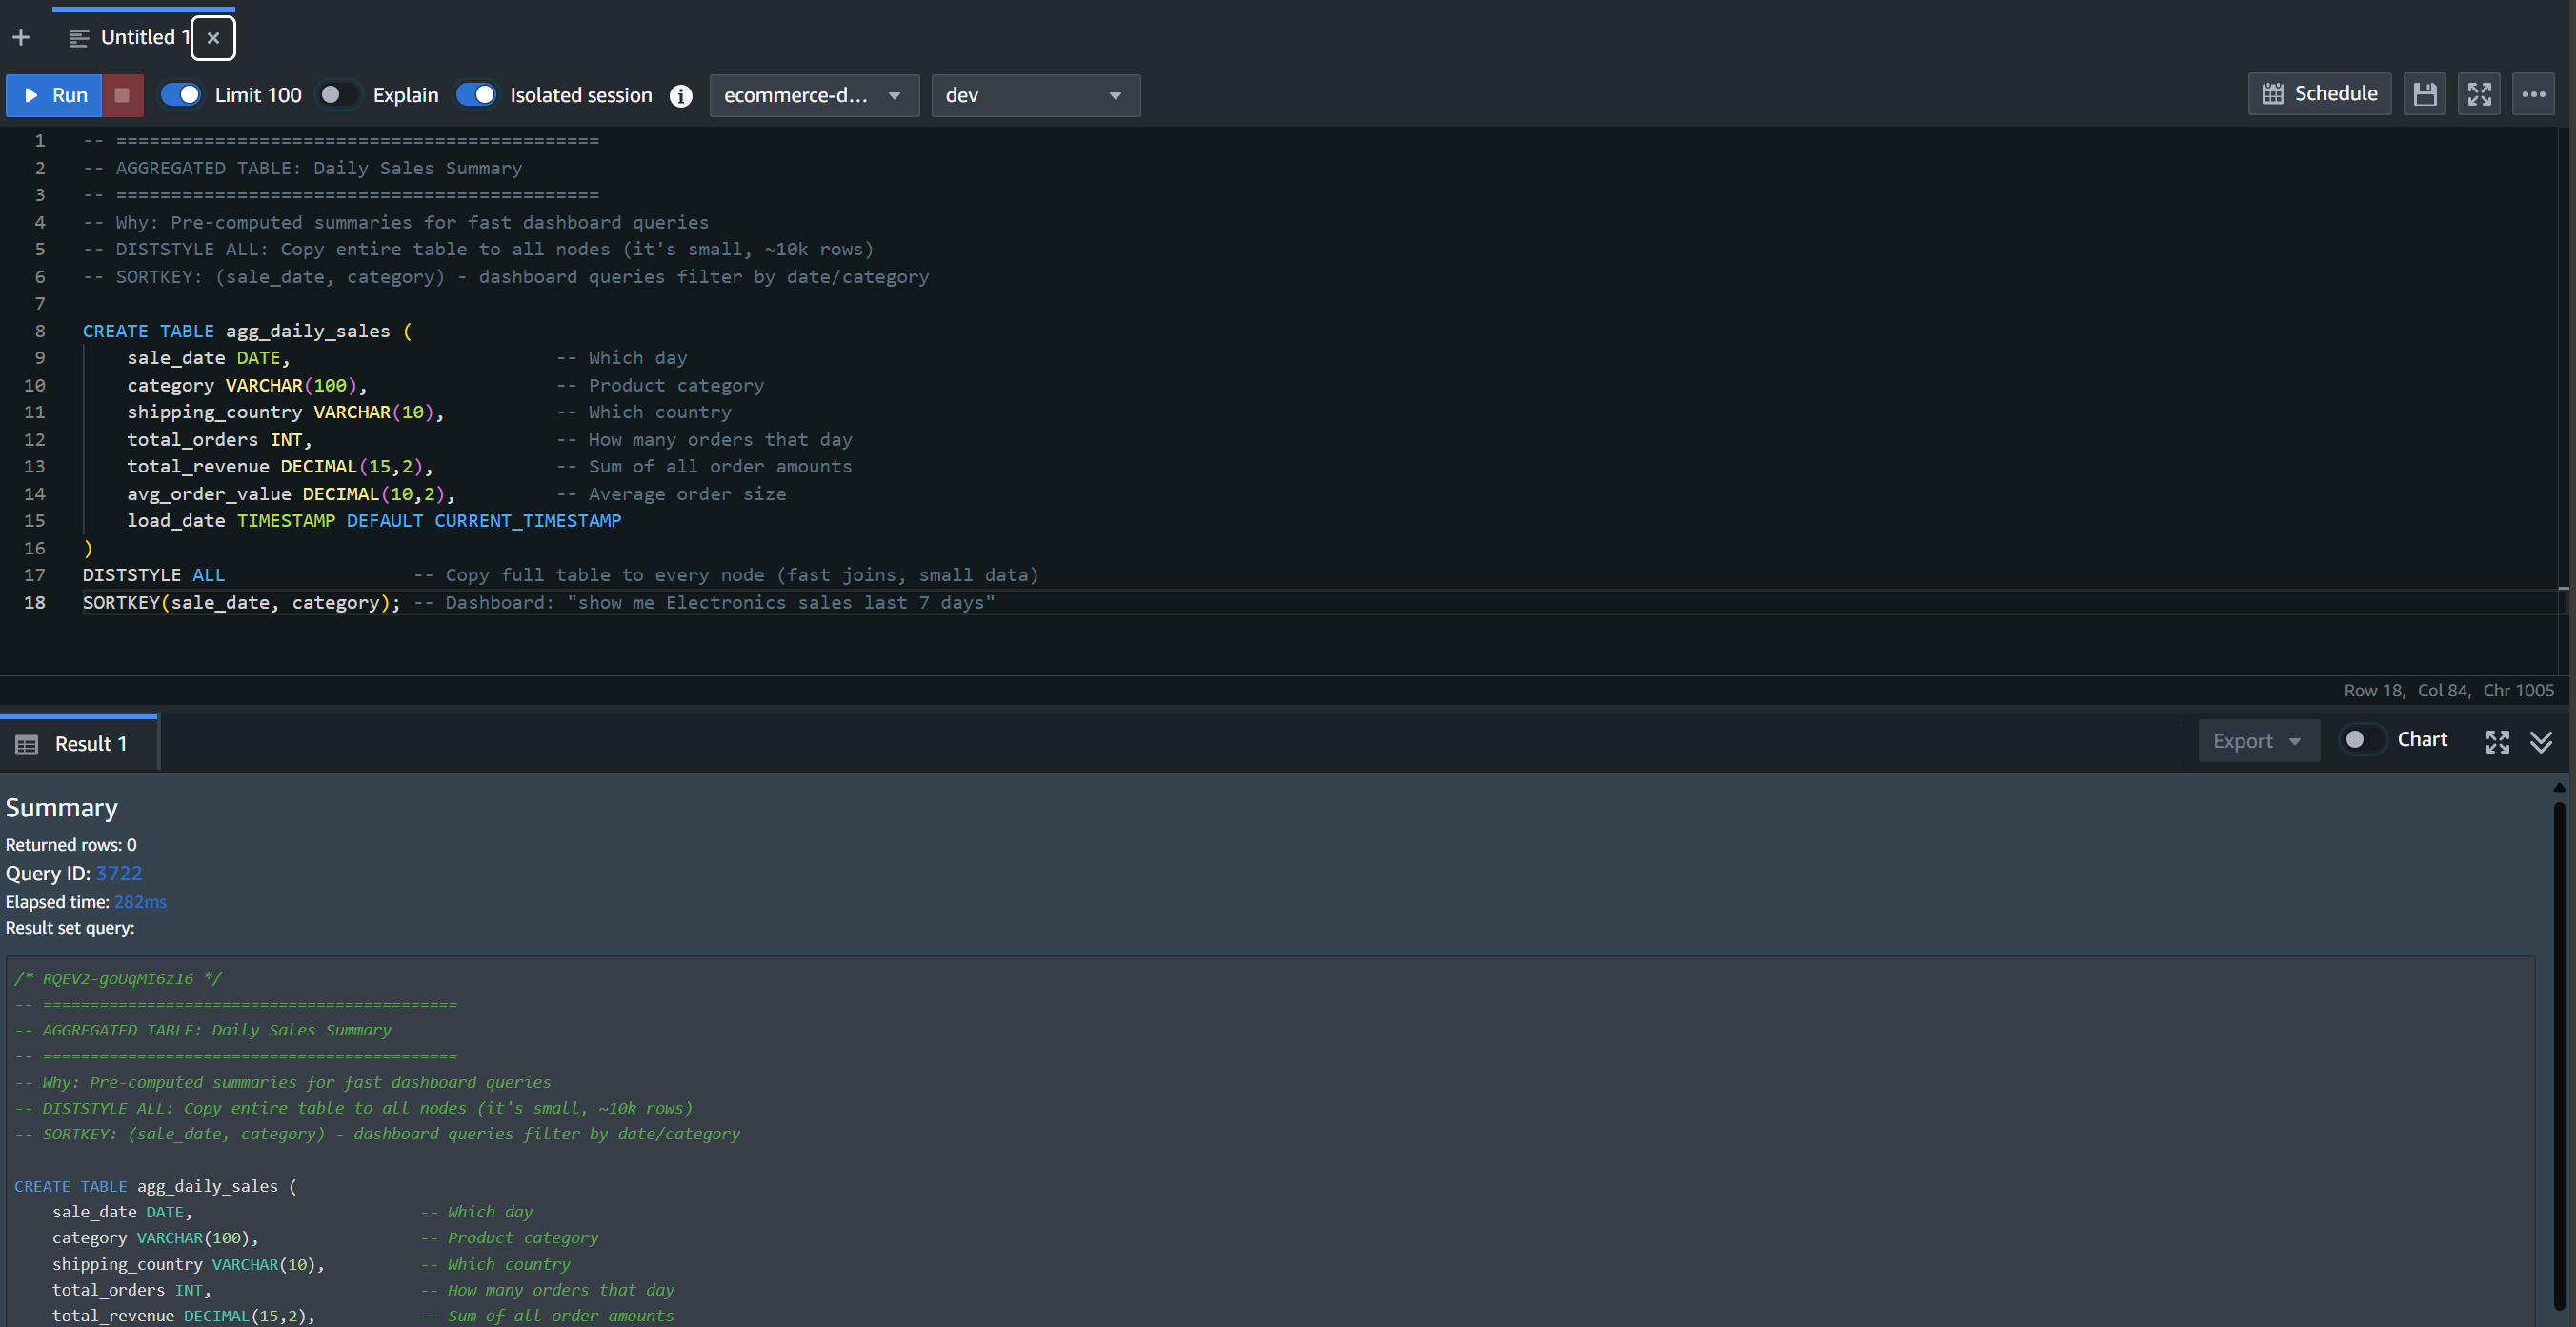 Untitled 1
Run Limit 100 Explain Isolated session ecommerce-d... dev Schedule
1 -- ============================================
2 -- AGGREGATED TABLE: Daily Sales Summary
3 -- ============================================
4 -- Why: Pre-computed summaries for fast dashboard queries
5 -- DISTSTYLE ALL: Copy entire table to all nodes (it's small, ~10k rows)
6 -- SORTKEY: (sale_date, category) - dashboard queries filter by date/category
7
8 CREATE TABLE agg_daily_sales (
9 sale_date DATE, -- Which day
10 category VARCHAR(100), -- Product category
11 shipping_country VARCHAR(10), -- Which country
12 total_orders INT, -- How many orders that day
13 total_revenue DECIMAL(15,2), -- Sum of all order amounts
14 avg_order_value DECIMAL(10,2), -- Average order size
15 load_date TIMESTAMP DEFAULT CURRENT_TIMESTAMP
16 )
17 DISTSTYLE ALL -- Copy full table to every node (fast joins, small data)
18 SORTKEY(sale_date, category); -- Dashboard: "show me Electronics sales last 7 days"
Row 18, Col 84, Chr 1005
Result 1 Export Chart
Summary
Returned rows: 0
Query ID: 3722
Elapsed time: 282ms
Result set query:
/* RQEV2-goUqMI6z16 */
-- ============================================
-- AGGREGATED TABLE: Daily Sales Summary
-- ============================================
-- Why: Pre-computed summaries for fast dashboard queries
-- DISTSTYLE ALL: Copy entire table to all nodes (it's small, ~10k rows)
-- SORTKEY: (sale_date, category) - dashboard queries filter by date/category
CREATE TABLE agg_daily_sales (
sale_date DATE, -- Which day
category VARCHAR(100), -- Product category
shipping_country VARCHAR(10), -- Which country
total_orders INT, -- How many orders that day
total_revenue DECIMAL(15,2), -- Sum of all order amounts